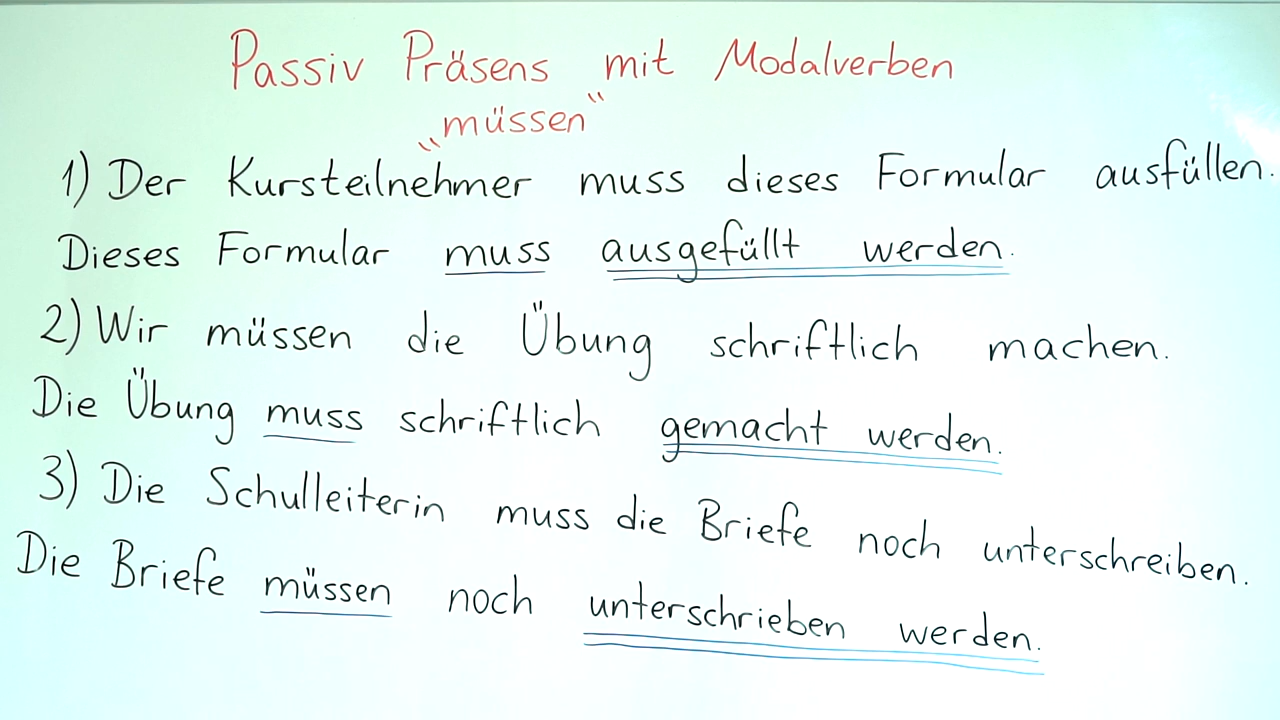 Passiv Präsens mit Modalverben
„müssen“
1) Der Kursteilnehmer muss dieses Formular ausfüllen.
Dieses Formular muss ausgefüllt werden.
2) Wir müssen die Übung schriftlich machen.
Die Übung muss schriftlich gemacht werden.
3) Die Schulleiterin muss die Briefe noch unterschreiben.
Die Briefe müssen noch unterschrieben werden.